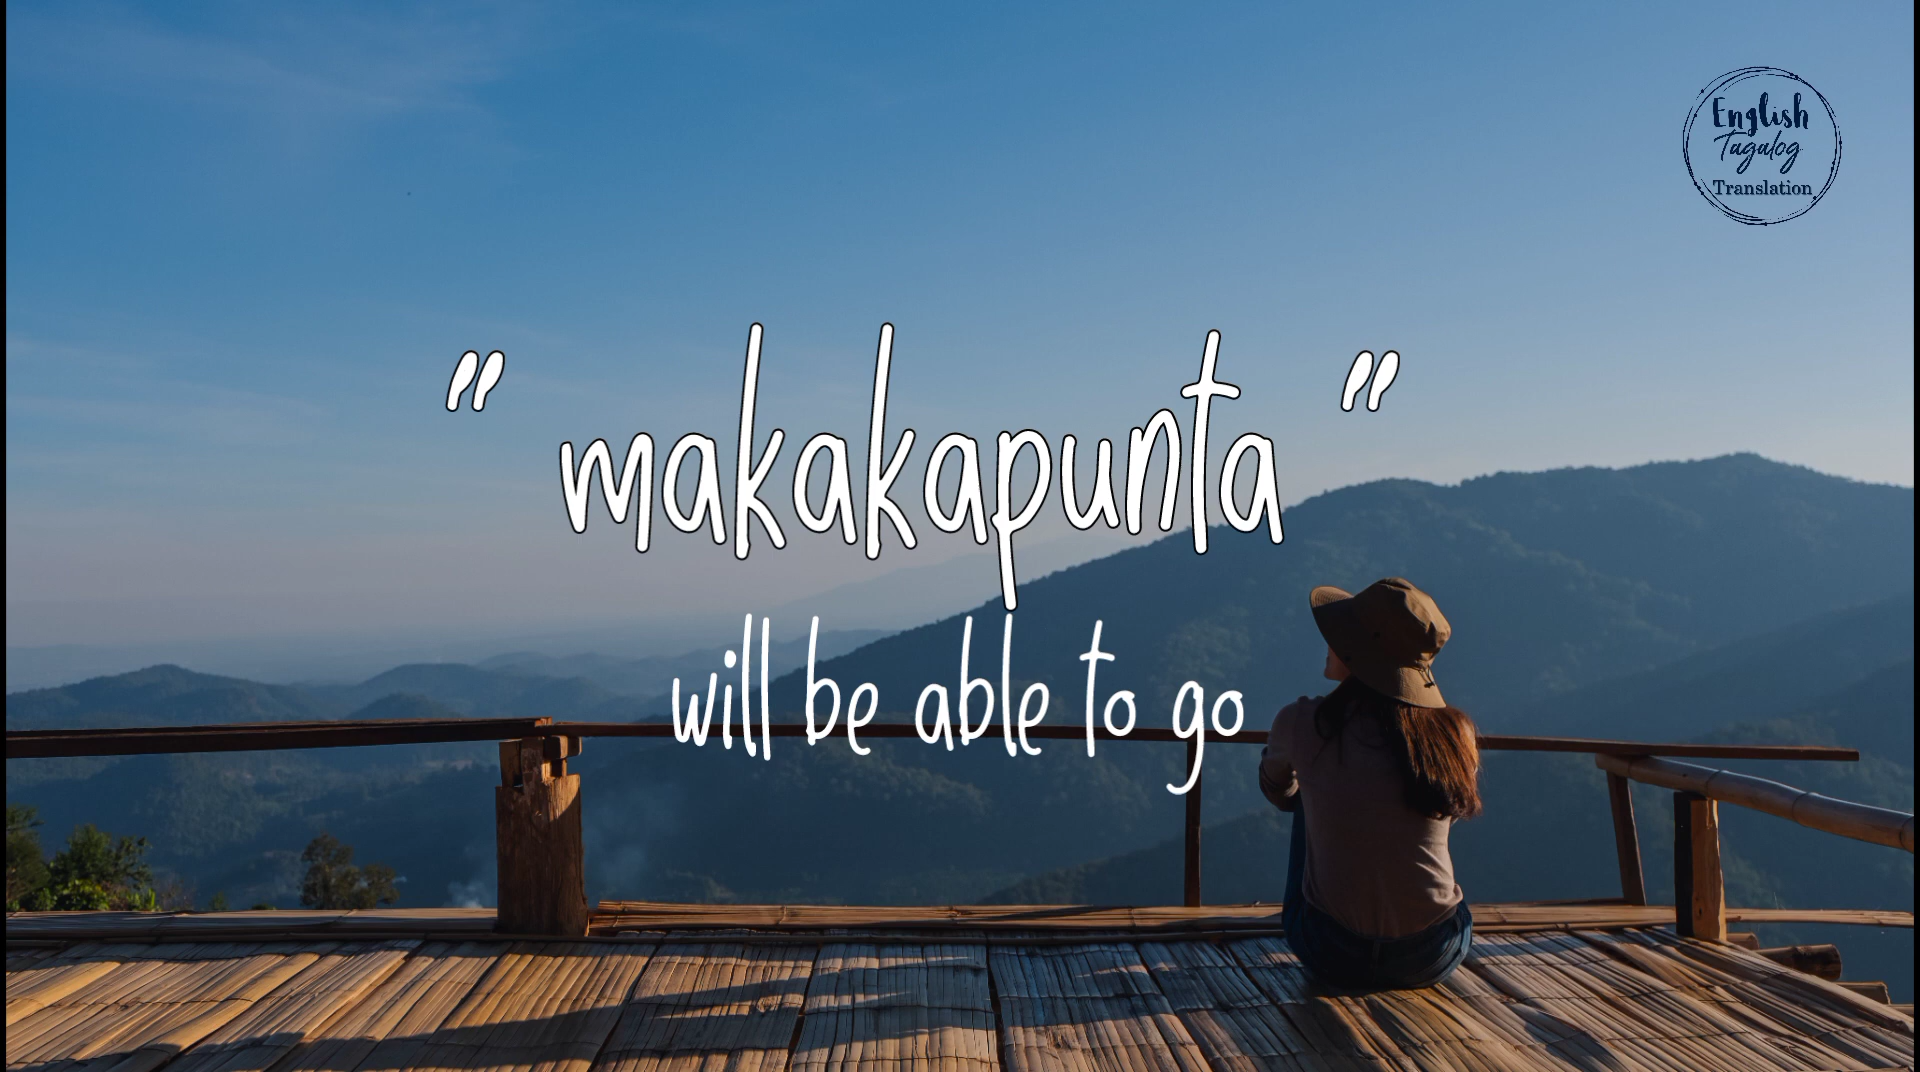 English
Tagalog
Translation
" makakapunta "
will be able to go